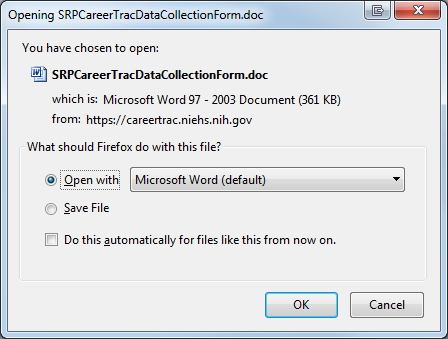 Opening SRPCareerTracDataCollectionForm.doc
You have chosen to open:
SRPCareerTracDataCollectionForm.doc
which is: Microsoft Word 97 - 2003 Document (361 KB)
from: https://careertrac.niehs.nih.gov
What should Firefox do with this file?
Open with Microsoft Word (default)
Save File
Do this automatically for files like this from now on.
OK Cancel